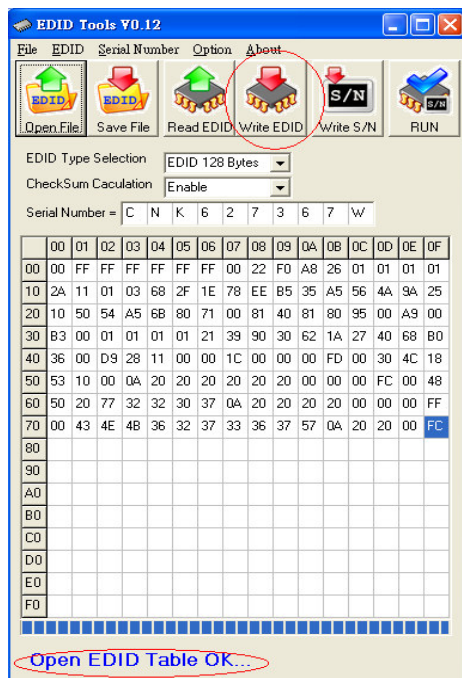 EDID Tools V0.12
File EDID Serial Number Option About
EDID EDID S/N S/N
Open File Save File Read EDID Write EDID Write S/N RUN
EDID Type Selection EDID 128 Bytes
CheckSum Caculation Enable
Serial Number = C N K 6 2 7 3 6 7 W
00 01 02 03 04 05 06 07 08 09 0A 0B 0C 0D 0E 0F
00 00 FF FF FF FF FF FF 00 22 F0 A8 26 01 01 01 01
10 2A 11 01 03 68 2F 1E 78 EE B5 35 A5 56 4A 9A 25
20 10 50 54 A5 6B 80 71 00 81 40 81 80 95 00 A9 00
30 B3 00 01 01 01 01 21 39 90 30 62 1A 27 40 68 B0
40 36 00 D9 28 11 00 00 1C 00 00 00 FD 00 30 4C 18
50 53 10 00 0A 20 20 20 20 20 20 00 00 00 FC 00 48
60 50 20 77 32 32 30 37 0A 20 20 20 20 00 00 00 FF
70 00 43 4E 4B 36 32 37 33 36 37 57 0A 20 20 00 FC
80
90
A0
B0
C0
D0
E0
F0
Open EDID Table OK...